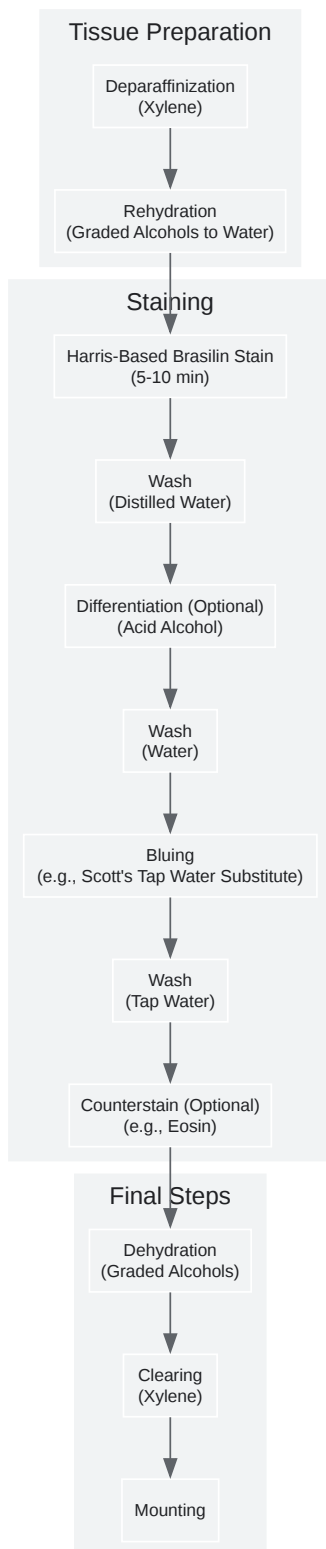 Tissue Preparation
Deparaffinization
(Xylene)
Rehydration
(Graded Alcohols to Water)
Staining
Harris-Based Brasilin Stain
(5-10 min)
Wash
(Distilled Water)
Differentiation (Optional)
(Acid Alcohol)
Wash
(Water)
Bluing
(e.g., Scott's Tap Water Substitute)
Wash
(Tap Water)
Counterstain (Optional)
(e.g., Eosin)
Final Steps
Dehydration
(Graded Alcohols)
Clearing
(Xylene)
Mounting